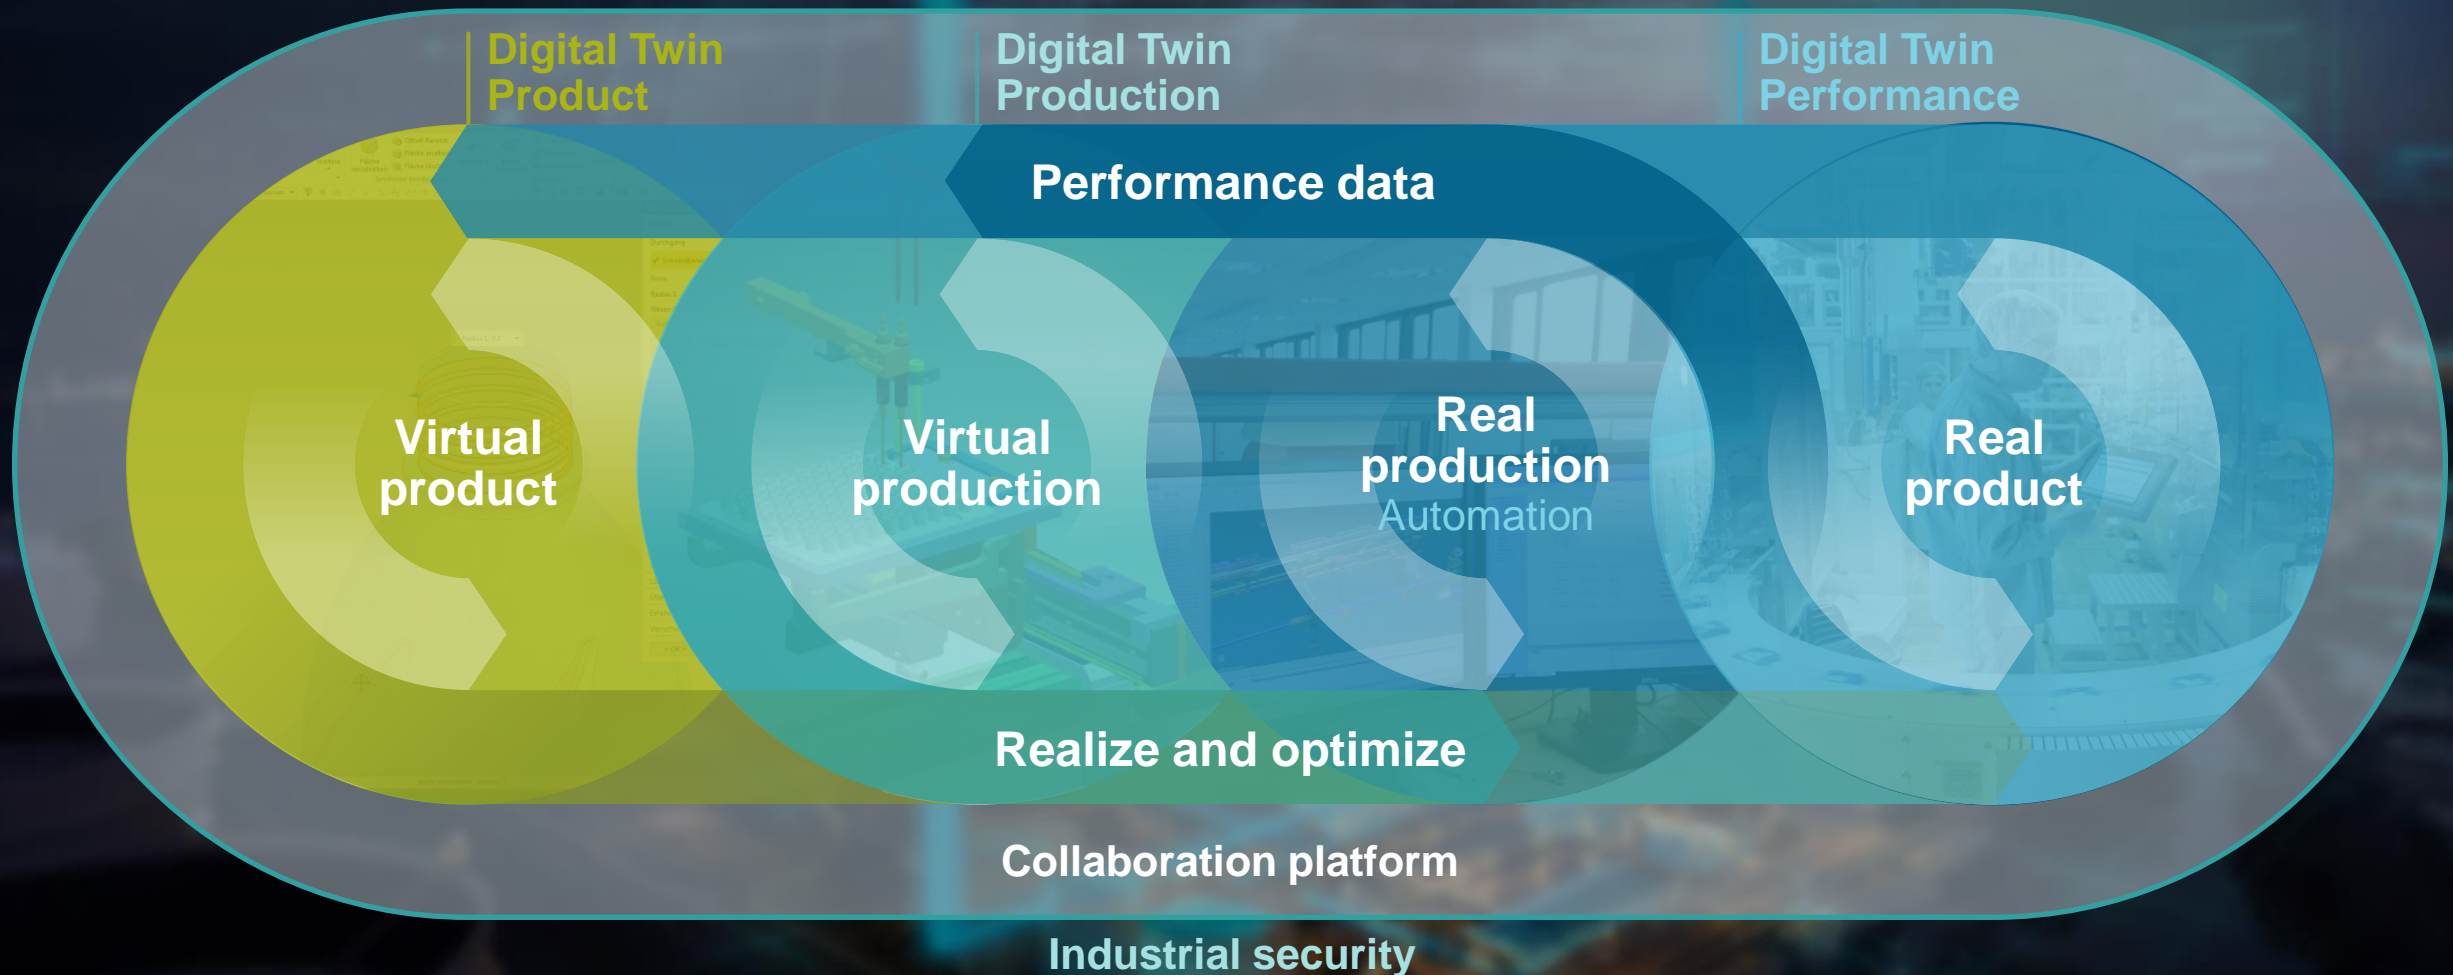 Digital Twin
Product
Digital Twin
Production
Digital Twin
Performance
Performance data
Virtual
product
Virtual
production
Real
production
Automation
Real
product
Realize and optimize
Collaboration platform
Industrial security